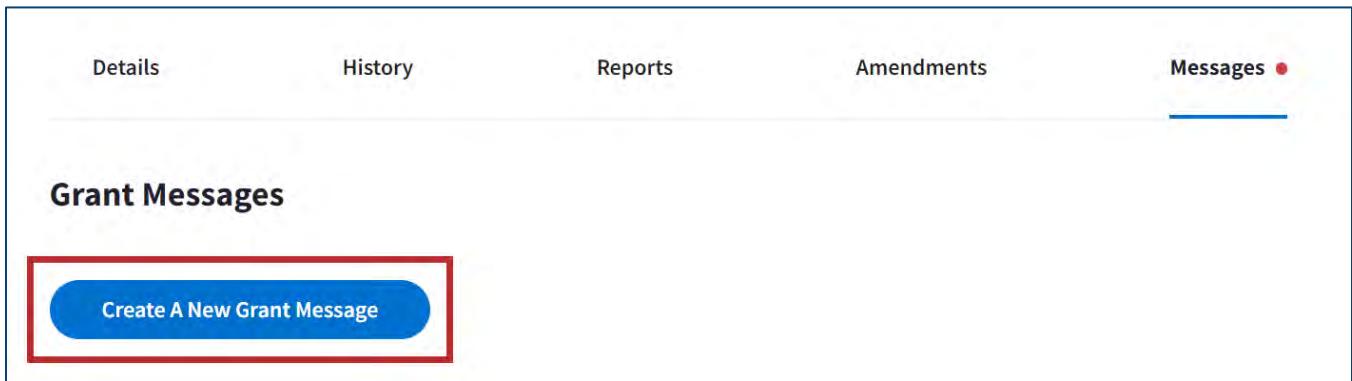 Details History Reports Amendments Messages
Grant Messages
Create A New Grant Message